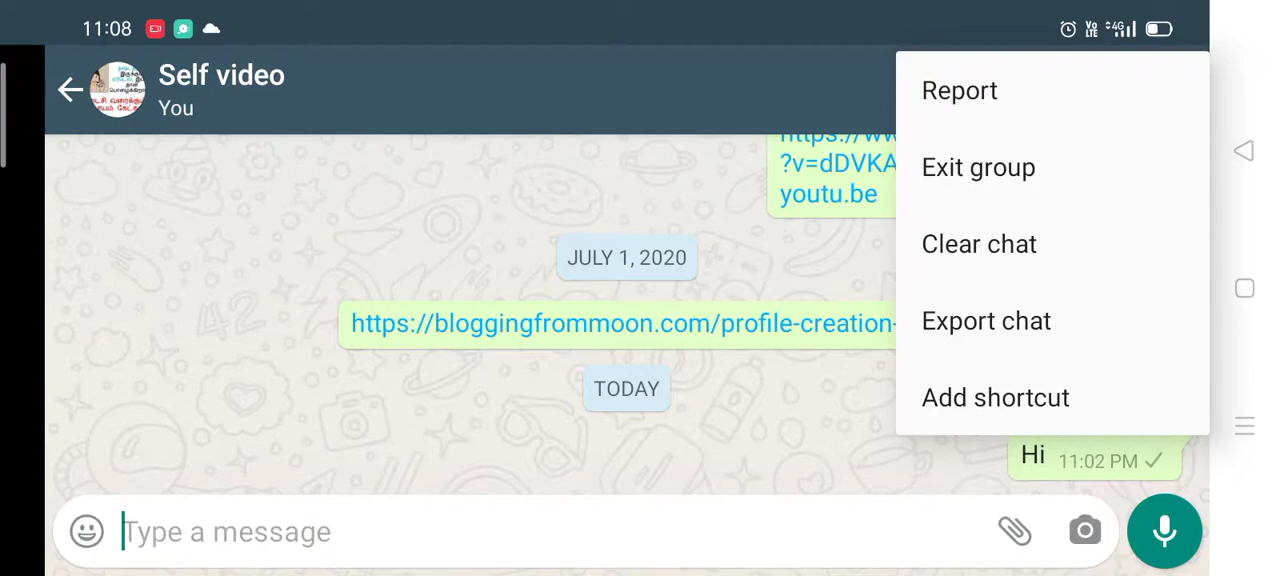 11:08
4G
Self video
You
?v=dDVKA
youtu.be
JULY 1, 2020
https://bloggingfrommoon.com/profile-creation-
TODAY
Report
Exit group
Clear chat
Export chat
Add shortcut
Hi 11:02 PM
Type a message